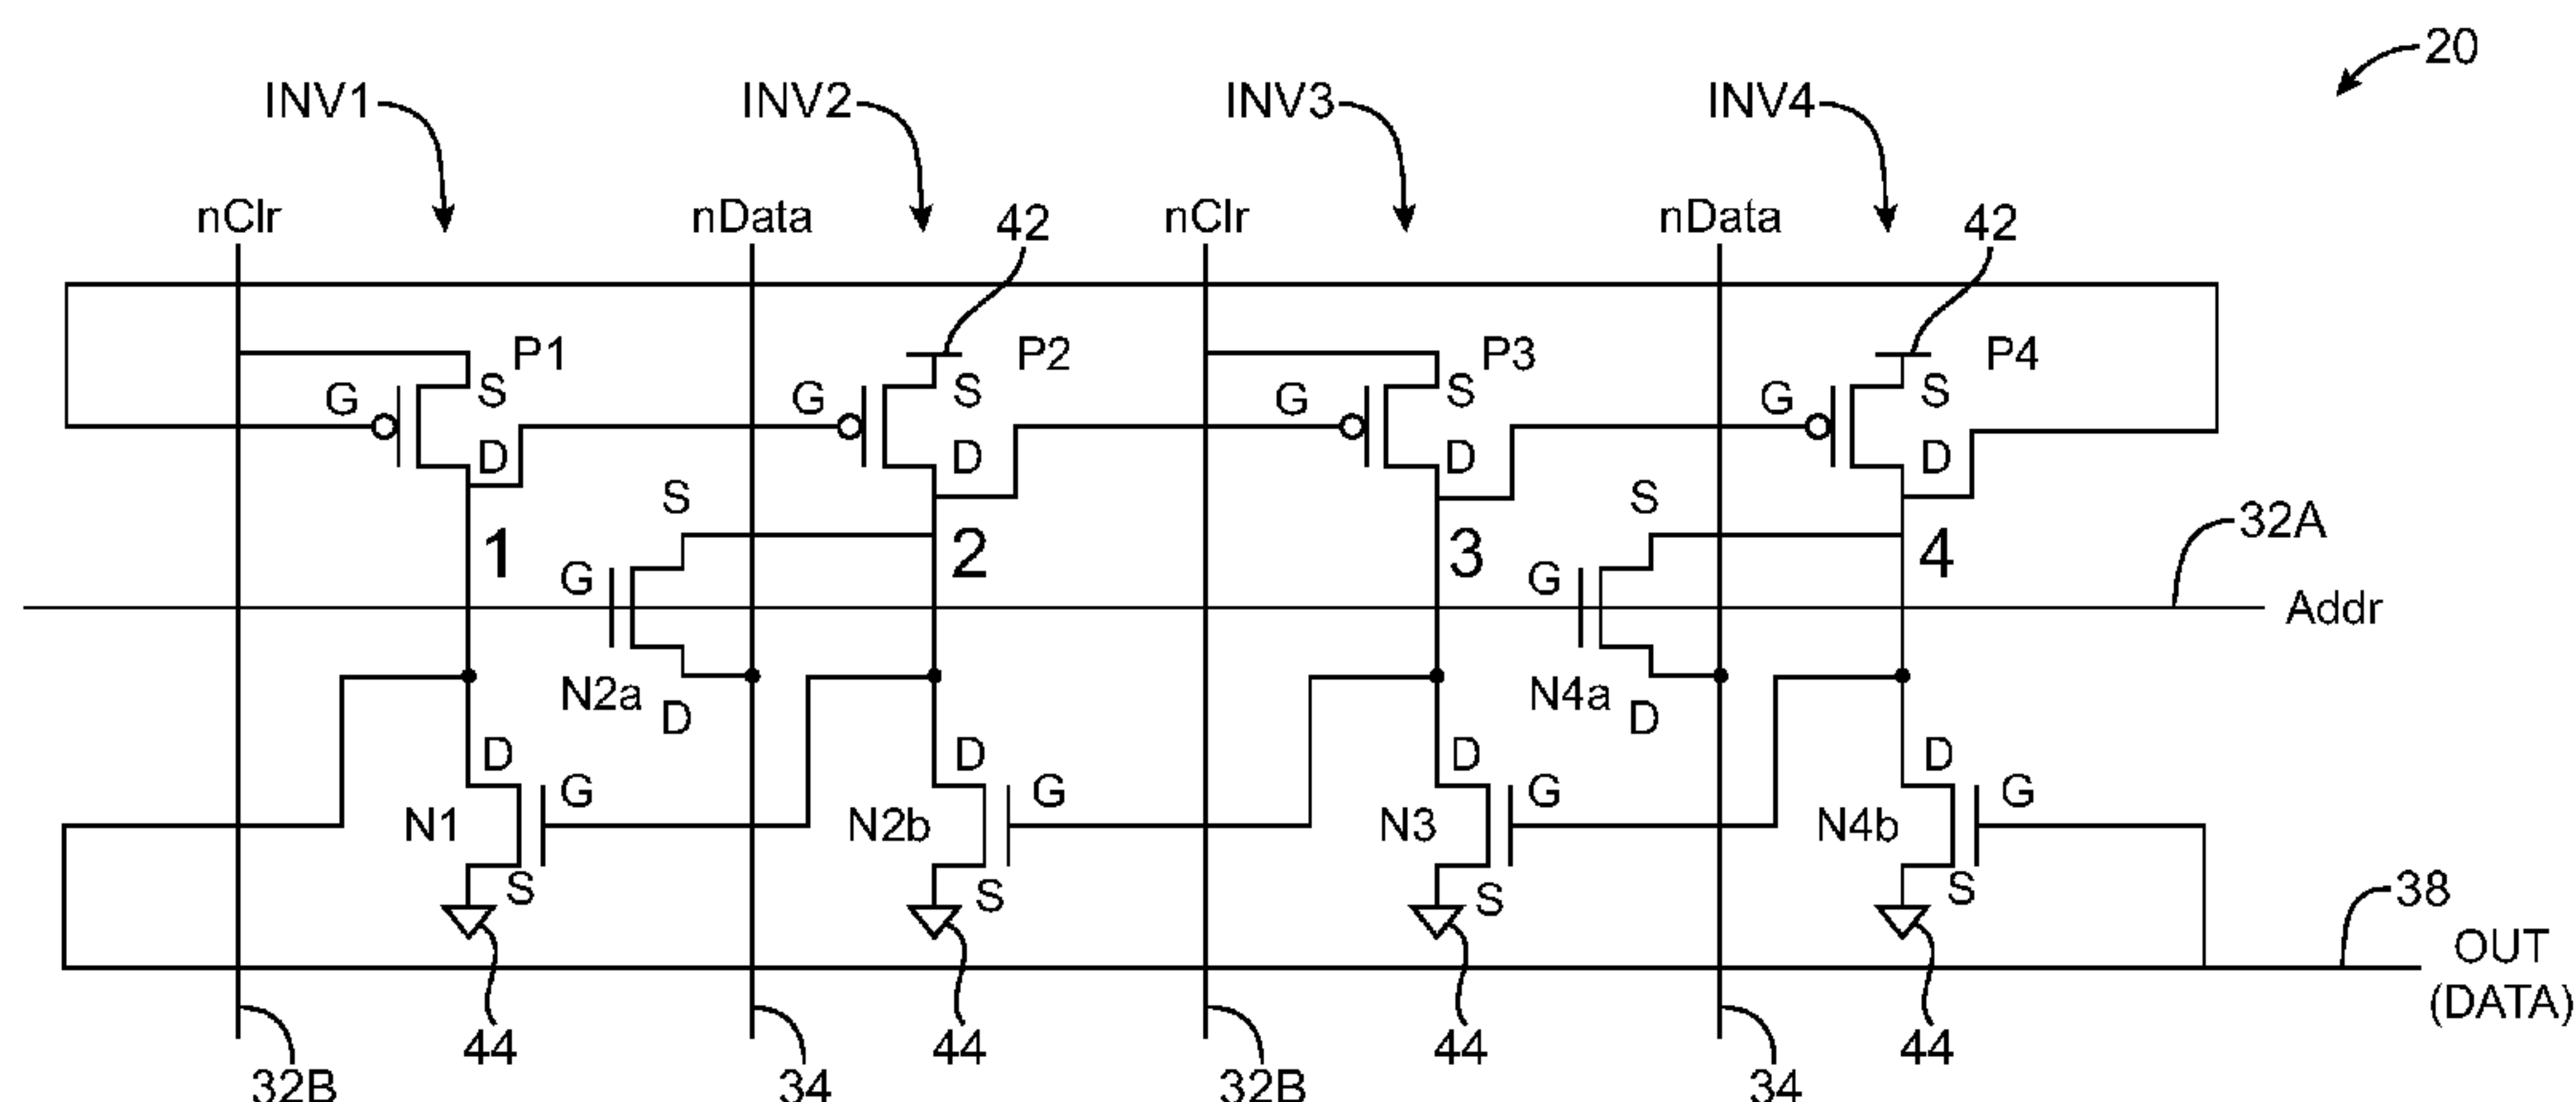 20
INV1 INV2 INV3 INV4
nClr nData 42 nClr nData 42
P1 P2 P3 P4
G S G S G S G S
D D D D
S S
1 2 3 4
32A
G G
Addr
N2a N4a
D D
D D D D
G G G G
N1 N2b N3 N4b
S S S S
38
OUT
(DATA)
44 44 44 44
32B 34 32B 34